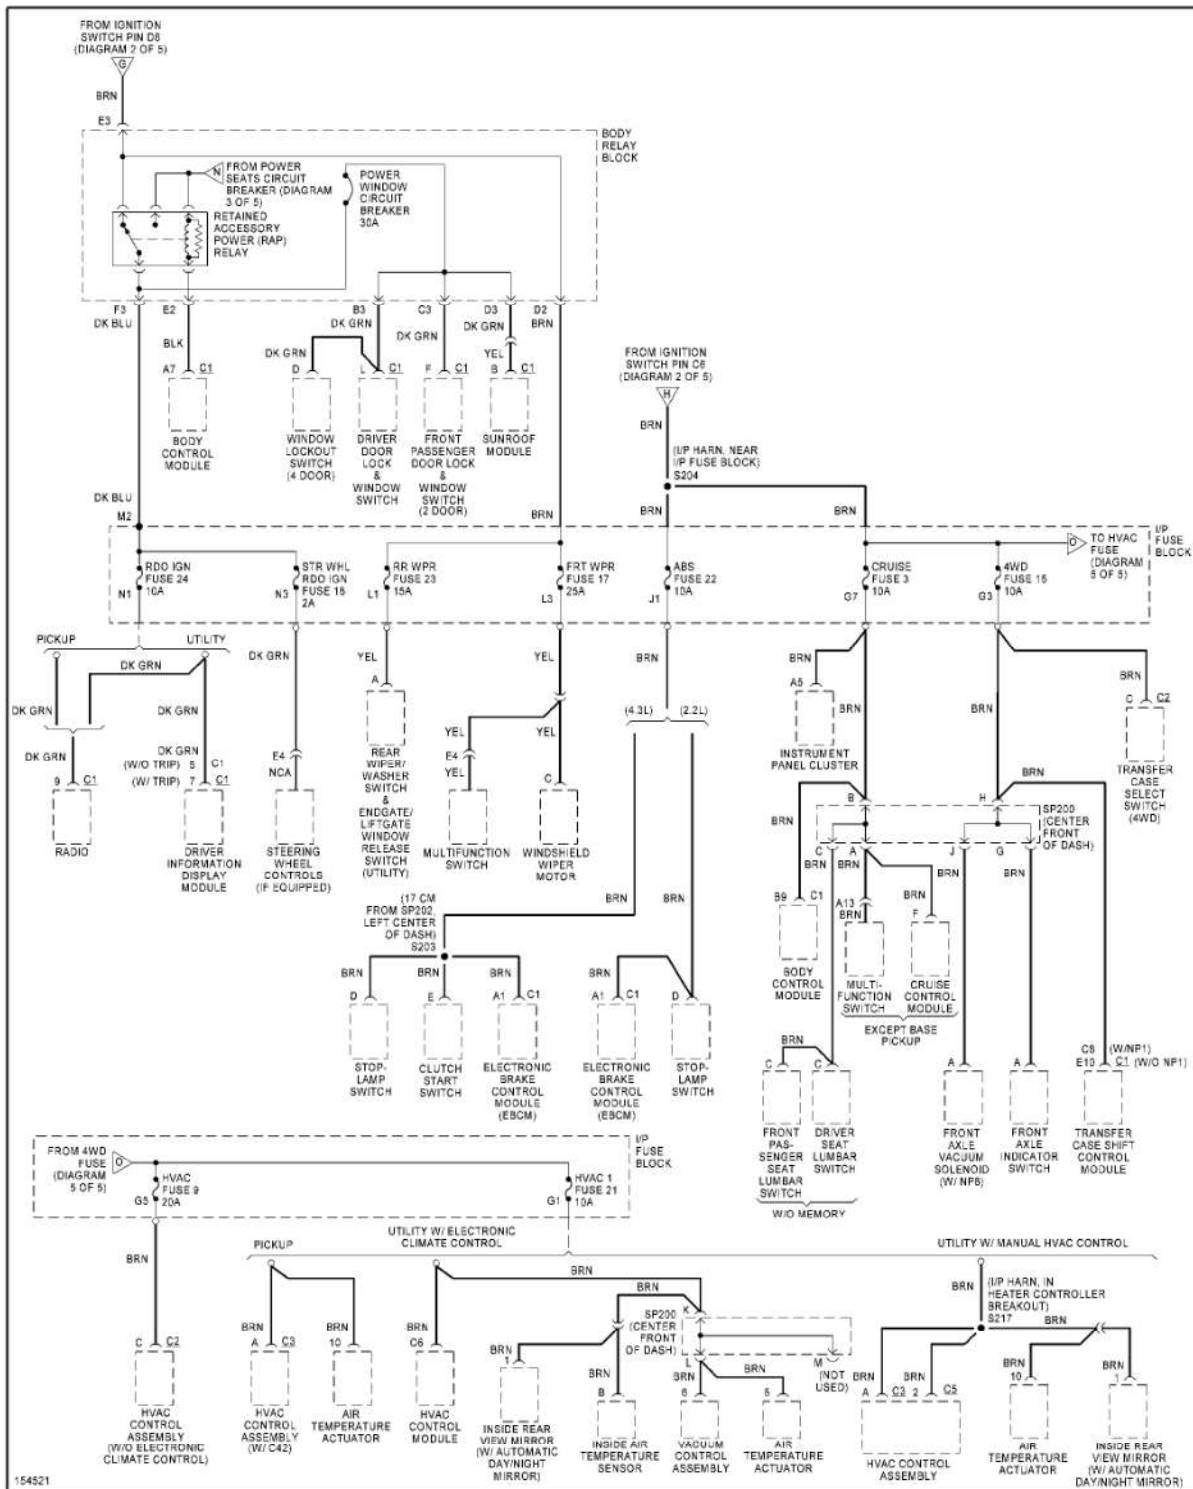 FROM IGNITION
SWITCH PIN D8
(DIAGRAM 2 OF 5)
G
BRN
E3
BODY
RELAY
BLOCK
N
FROM POWER
SEATS CIRCUIT
BREAKER (DIAGRAM
3 OF 5)
POWER
WINDOW
CIRCUIT
BREAKER
30A
RETAINED
ACCESSORY
POWER (RAP)
RELAY
F3
E2
B3
C3
D3
D2
DK BLU
BLK
DK GRN
DK GRN
DK GRN
DK GRN
BRN
YEL
A7 C1
D
L C1
F C1
B C1
BODY
CONTROL
MODULE
WINDOW
LOCKOUT
SWITCH
(4 DOOR)
DRIVER
DOOR
LOCK
&
WINDOW
SWITCH
FRONT
PASSENGER
DOOR LOCK
&
WINDOW
SWITCH
(2 DOOR)
SUNROOF
MODULE
FROM IGNITION
SWITCH PIN C6
(DIAGRAM 2 OF 5)
H
BRN
(I/P HARN, NEAR
I/P FUSE BLOCK)
S204
DK BLU
M2
BRN
BRN
BRN
I/P
FUSE
BLOCK
RDO IGN
FUSE 24
10A
N1
STR WHL
RDO IGN
FUSE 18
2A
N3
RR WPR
FUSE 23
15A
L1
FRT WPR
FUSE 17
25A
L3
ABS
FUSE 22
10A
J1
CRUISE
FUSE 3
10A
G7
4WD
FUSE 15
10A
G3
O
TO HVAC
FUSE
(DIAGRAM
5 OF 5)
PICKUP
UTILITY
DK GRN
DK GRN
DK GRN
DK GRN
DK GRN
DK GRN
(W/O TRIP) 5 C1
(W/ TRIP) 7 C1
9 C1
RADIO
DRIVER
INFORMATION
DISPLAY
MODULE
E4
NCA
STEERING
WHEEL
CONTROLS
(IF EQUIPPED)
YEL
A
REAR
WIPER/
WASHER
SWITCH
&
ENDGATE/
LIFTGATE
WINDOW
RELEASE
SWITCH
(UTILITY)
YEL
YEL
E4
YEL
YEL
C
MULTIFUNCTION
SWITCH
WINDSHIELD
WIPER
MOTOR
BRN
(4.3L)
(2.2L)
BRN
A5
INSTRUMENT
PANEL CLUSTER
BRN
BRN
BRN
C C2
TRANSFER
CASE
SELECT
SWITCH
(4WD)
BRN
B
H
SP200
(CENTER
FRONT
OF DASH)
BRN
C
A
J
G
BRN
BRN
BRN
BRN
BRN
B9 C1
BODY
CONTROL
MODULE
A13
BRN
F
MULTI-
FUNCTION
SWITCH
CRUISE
CONTROL
MODULE
EXCEPT BASE
PICKUP
(17 CM
FROM SP202,
LEFT CENTER
OF DASH)
S203
BRN
BRN
BRN
BRN
BRN
BRN
D
E
A1 C1
A1 C1
D
STOP-
LAMP
SWITCH
CLUTCH
START
SWITCH
ELECTRONIC
BRAKE
CONTROL
MODULE
(EBCM)
ELECTRONIC
BRAKE
CONTROL
MODULE
(EBCM)
STOP-
LAMP
SWITCH
BRN
C
C
FRONT
PAS-
SENGER
SEAT
LUMBAR
SWITCH
DRIVER
SEAT
LUMBAR
SWITCH
W/O MEMORY
A
FRONT
AXLE
VACUUM
SOLENOID
(W/ NP8)
A
FRONT
AXLE
INDICATOR
SWITCH
C8 (W/NP1)
E10 C1 (W/O NP1)
TRANSFER
CASE SHIFT
CONTROL
MODULE
FROM 4WD
FUSE
(DIAGRAM
5 OF 5)
O
HVAC
FUSE 9
20A
G5
HVAC 1
FUSE 21
10A
G1
I/P
FUSE
BLOCK
PICKUP
UTILITY W/ ELECTRONIC
CLIMATE CONTROL
UTILITY W/ MANUAL HVAC CONTROL
BRN
BRN
BRN
BRN
BRN
BRN
BRN
(I/P HARN, IN
HEATER CONTROLLER
BREAKOUT)
S217
BRN
K
SP200
(CENTER
FRONT
OF DASH)
L
M
(NOT
USED)
C C2
A C3
10
C6
BRN
1
BRN
B
BRN
6
BRN
5
BRN
A C3
BRN
2 C5
BRN
10
BRN
1
HVAC
CONTROL
ASSEMBLY
(W/O ELECTRONIC
CLIMATE CONTROL)
HVAC
CONTROL
ASSEMBLY
(W/ C42)
AIR
TEMPERATURE
ACTUATOR
HVAC
CONTROL
MODULE
INSIDE REAR
VIEW MIRROR
(W/ AUTOMATIC
DAY/NIGHT
MIRROR)
INSIDE AIR
TEMPERATURE
SENSOR
VACUUM
CONTROL
ASSEMBLY
AIR
TEMPERATURE
ACTUATOR
HVAC CONTROL
ASSEMBLY
AIR
TEMPERATURE
ACTUATOR
INSIDE REAR
VIEW MIRROR
(W/ AUTOMATIC
DAY/NIGHT MIRROR)
154521